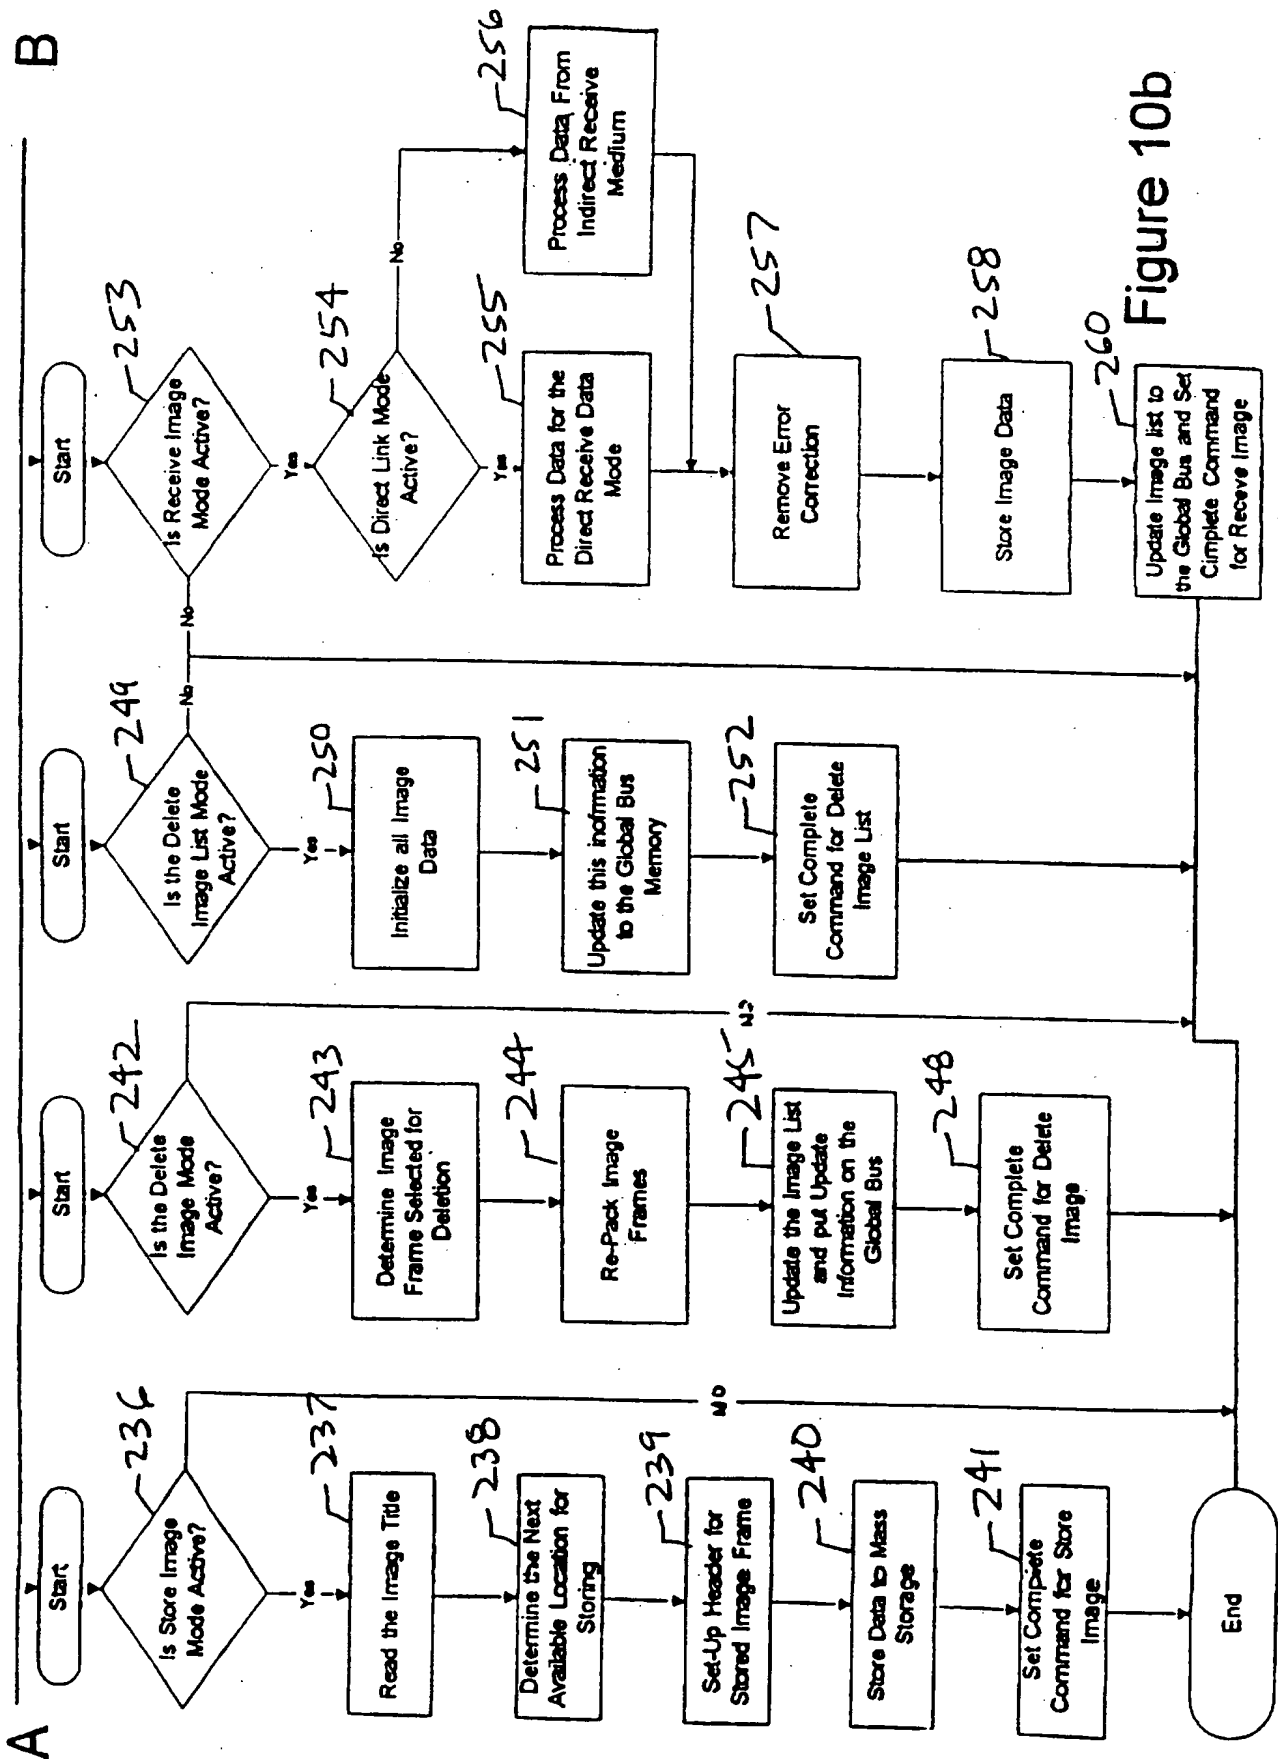 A
B
Start
Is Store Image
Mode Active?
236
Yes
No
Read the Image Title
237
Determine the Next
Available Location for
Storing
238
Set-Up Header for
Stored Image Frame
239
Store Data to Mass
Storage
240
Set Complete
Command for Store
Image
241
End
Start
Is the Delete
Image Mode
Active?
242
Yes
No
Determine Image
Frame Selected for
Deletion
243
Re-Pack Image
Frames
244
Update the Image List
and put Update
Information on the
Global Bus
245
Set Complete
Command for Delete
Image
248
Start
Is the Delete
Image List Mode
Active?
249
No
Yes
Initialize all Image
Data
250
Update this inofrmation
to the Global Bus
Memory
251
Set Complete
Command for Delete
Image List
252
Start
Is Receive Image
Mode Active?
253
No
Yes
Is Direct Link Mode
Active?
254
No
Yes
Process Data for the
Direct Receive Data
Mode
255
Process Data From
Indirect Receive
Medium
256
Remove Error
Correction
257
Store Image Data
258
Update Image list to
the Global Bus and Set
Cimplete Command
for Receve Image
260
Figure 10b